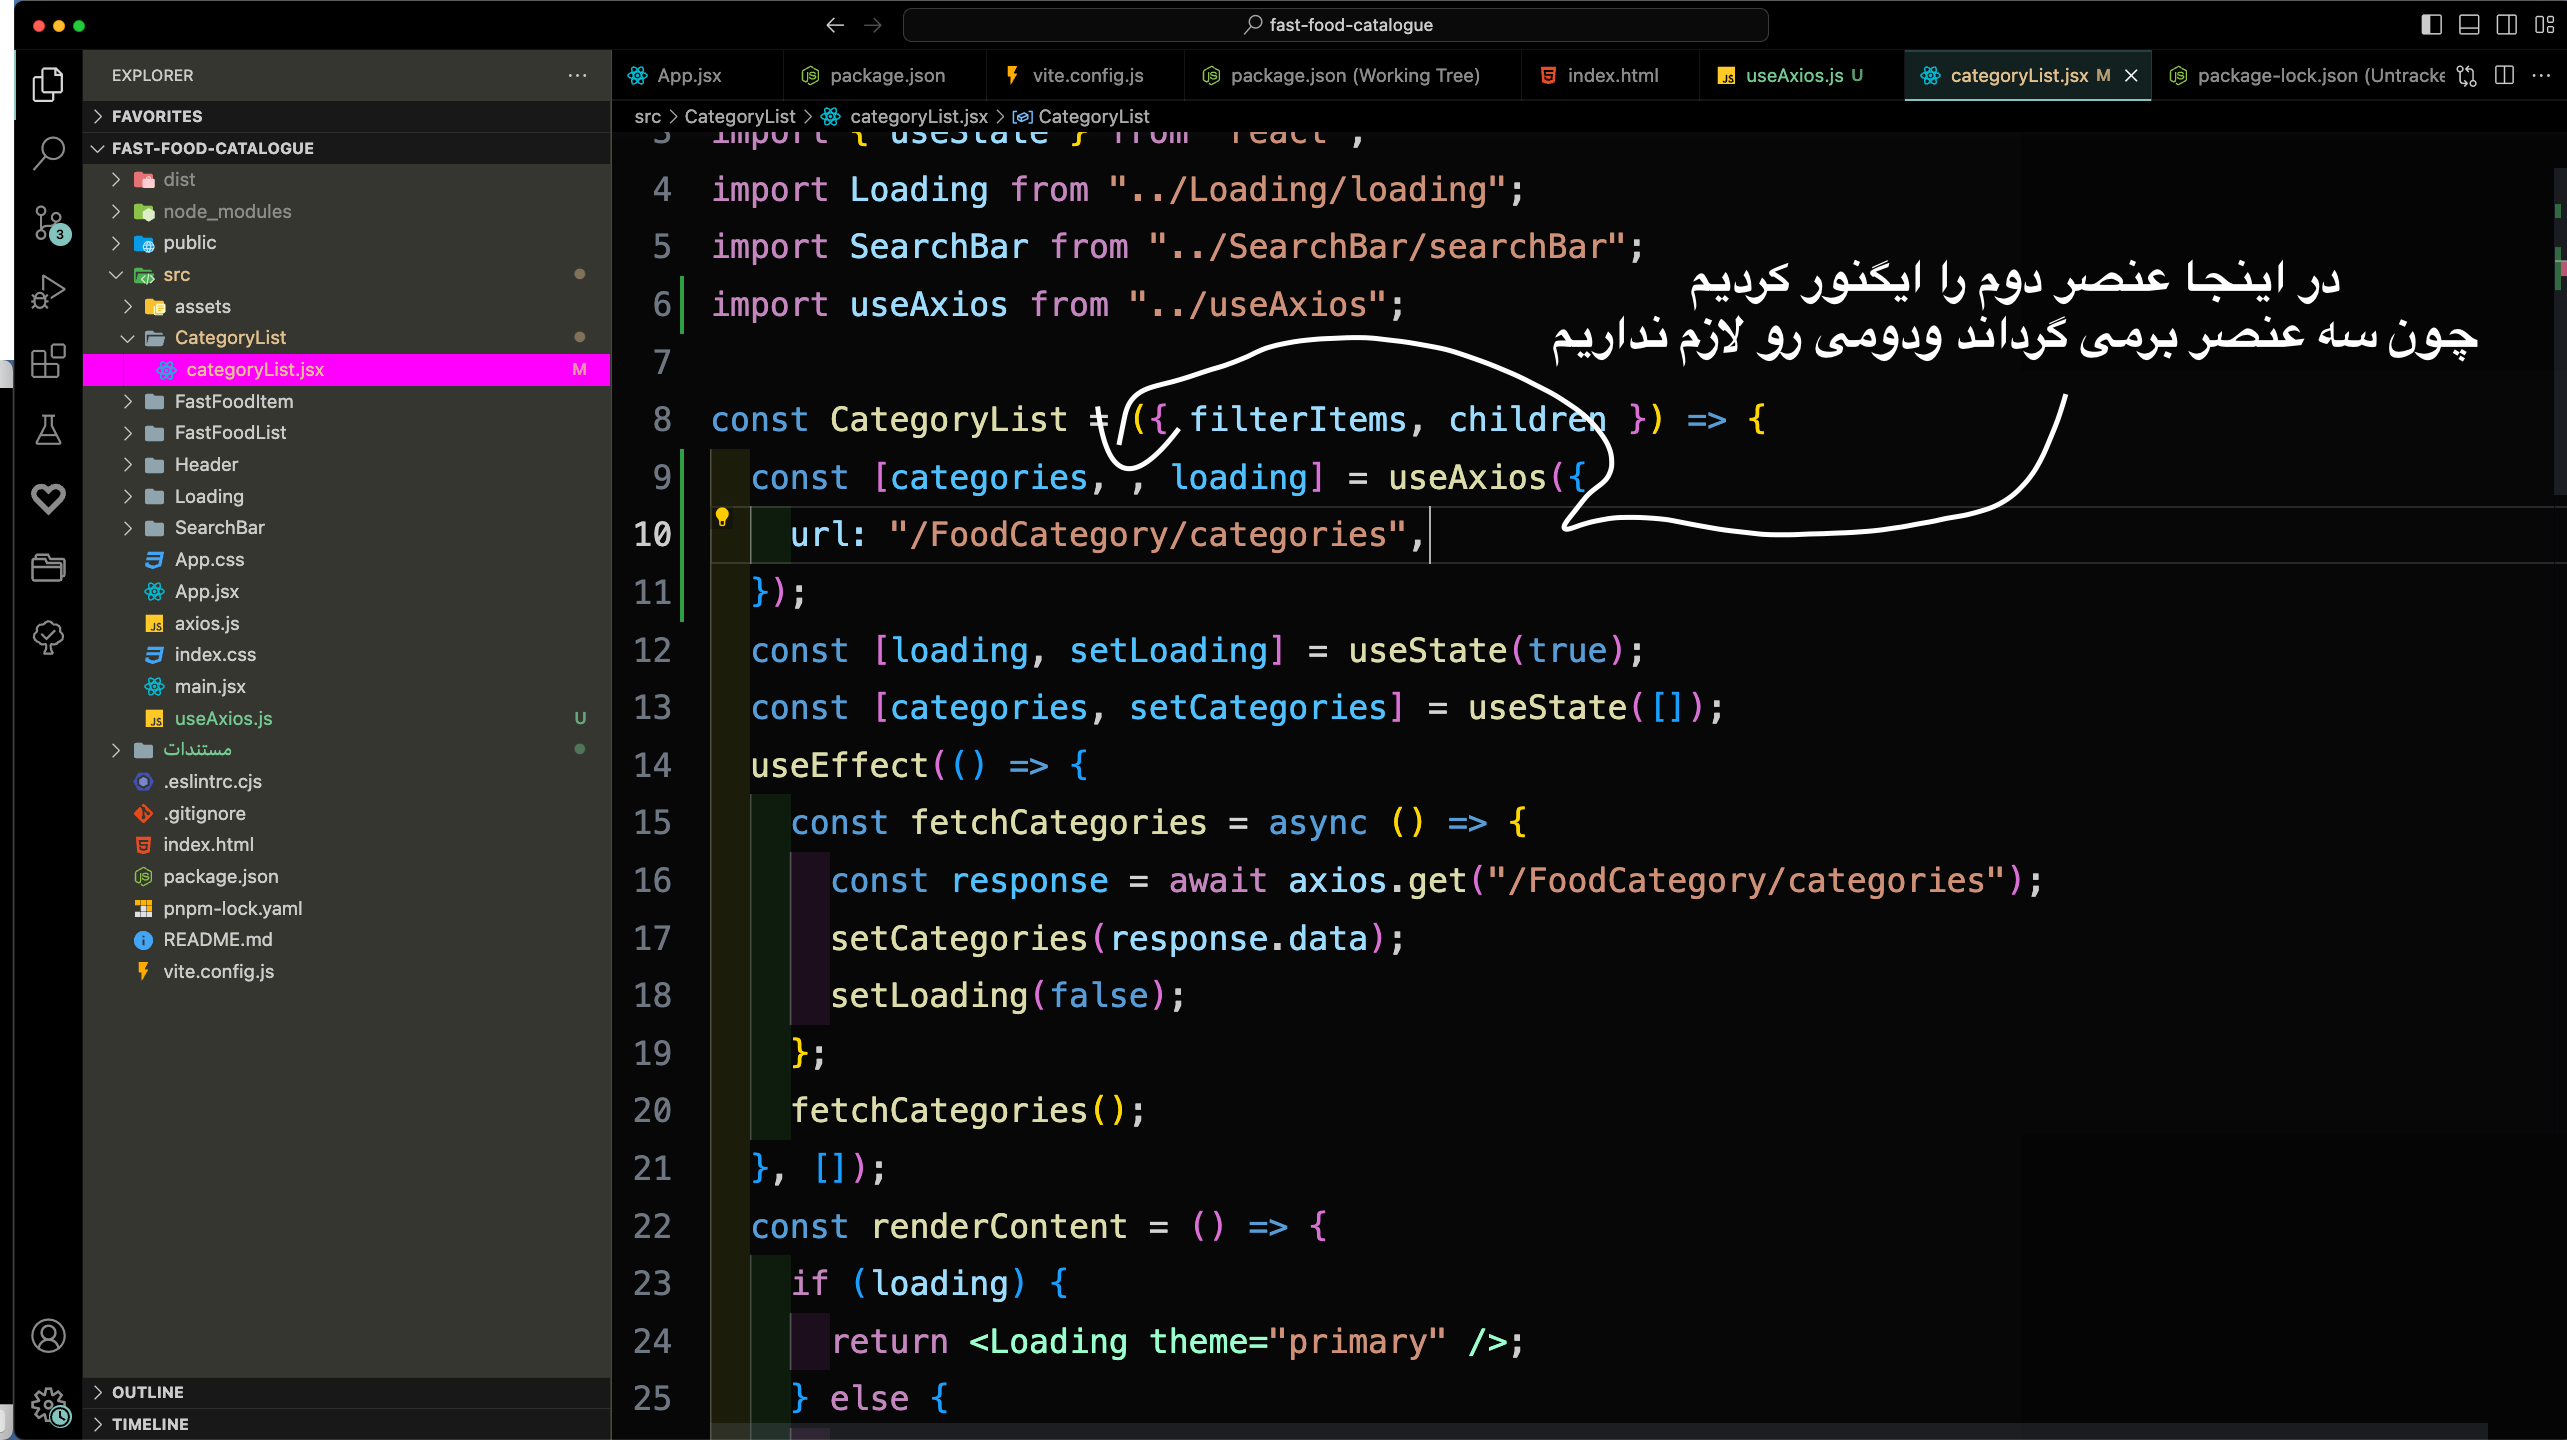 fast-food-catalogue
EXPLORER
FAVORITES
FAST-FOOD-CATALOGUE
dist
node_modules
public
src
assets
CategoryList
categoryList.jsx M
FastFoodItem
FastFoodList
Header
Loading
SearchBar
App.css
App.jsx
axios.js
index.css
main.jsx
useAxios.js U
مستندات
.eslintrc.cjs
.gitignore
index.html
package.json
pnpm-lock.yaml
README.md
vite.config.js
OUTLINE
TIMELINE
3
App.jsx package.json vite.config.js package.json (Working Tree) index.html useAxios.js U categoryList.jsx M package-lock.json (Untracke
src > CategoryList > categoryList.jsx > CategoryList
3 import { useState } from "react";
4 import Loading from "../Loading/loading";
5 import SearchBar from "../SearchBar/searchBar";
6 import useAxios from "../useAxios";
7
8 const CategoryList = ({ filterItems, children }) => {
9 const [categories, , loading] = useAxios({
10 url: "/FoodCategory/categories",
11 });
12 const [loading, setLoading] = useState(true);
13 const [categories, setCategories] = useState([]);
14 useEffect(() => {
15 const fetchCategories = async () => {
16 const response = await axios.get("/FoodCategory/categories");
17 setCategories(response.data);
18 setLoading(false);
19 };
20 fetchCategories();
21 }, []);
22 const renderContent = () => {
23 if (loading) {
24 return <Loading theme="primary" />;
25 } else {
در اینجا عنصر دوم را ایگنور کردیم
چون سه عنصر برمی گرداند ودومی رو لازم نداریم